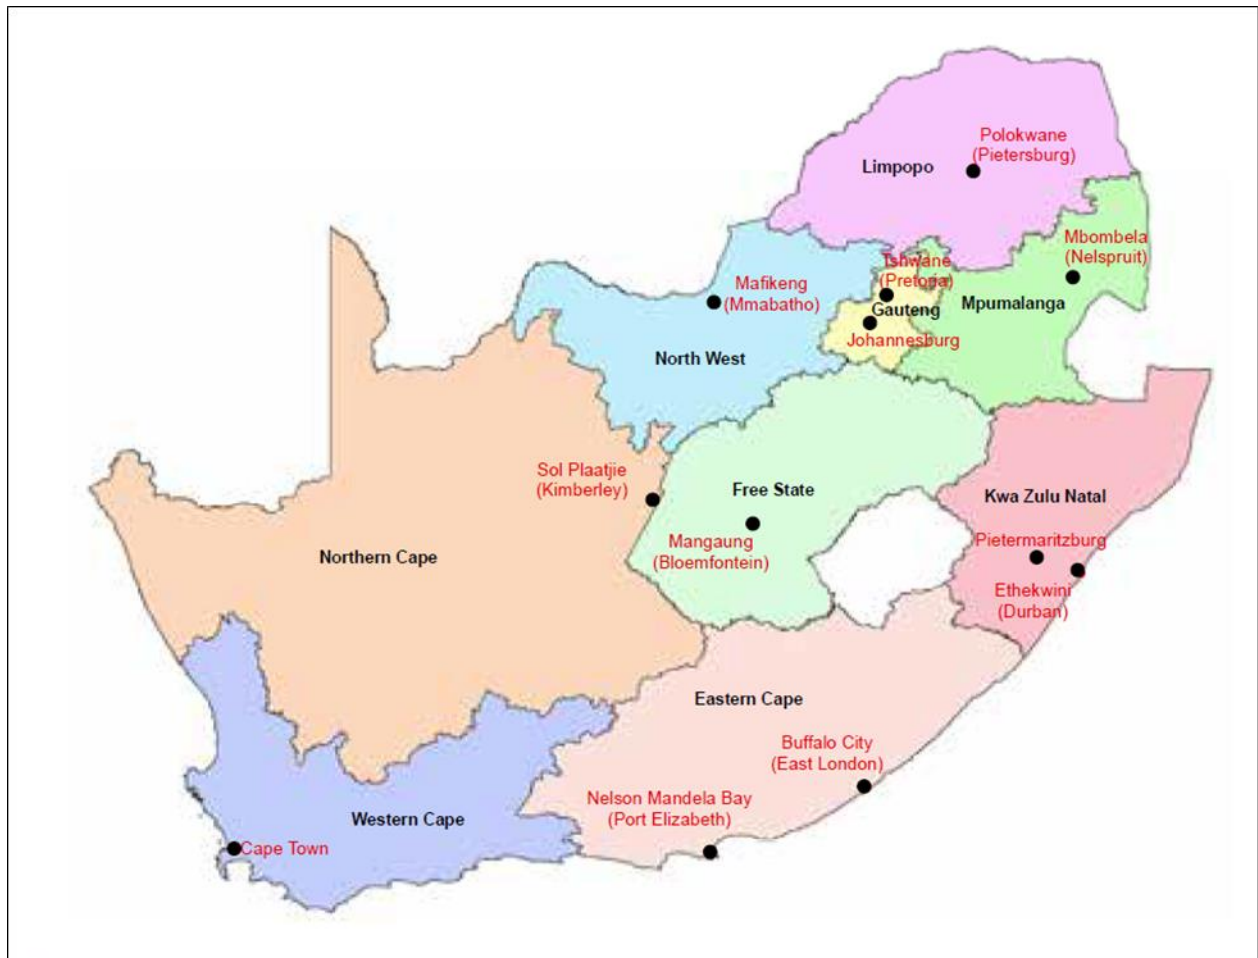 Polokwane
(Pietersburg)
Limpopo
Mbombela
(Nelspruit)
Tshwane
(Pretoria)
Mafikeng
(Mmabatho)
Mpumalanga
Gauteng
Johannesburg
North West
Sol Plaatjie
(Kimberley)
Free State
Kwa Zulu Natal
Mangaung
(Bloemfontein)
Pietermaritzburg
Northern Cape
Ethekwini
(Durban)
Eastern Cape
Buffalo City
(East London)
Nelson Mandela Bay
(Port Elizabeth)
Western Cape
Cape Town